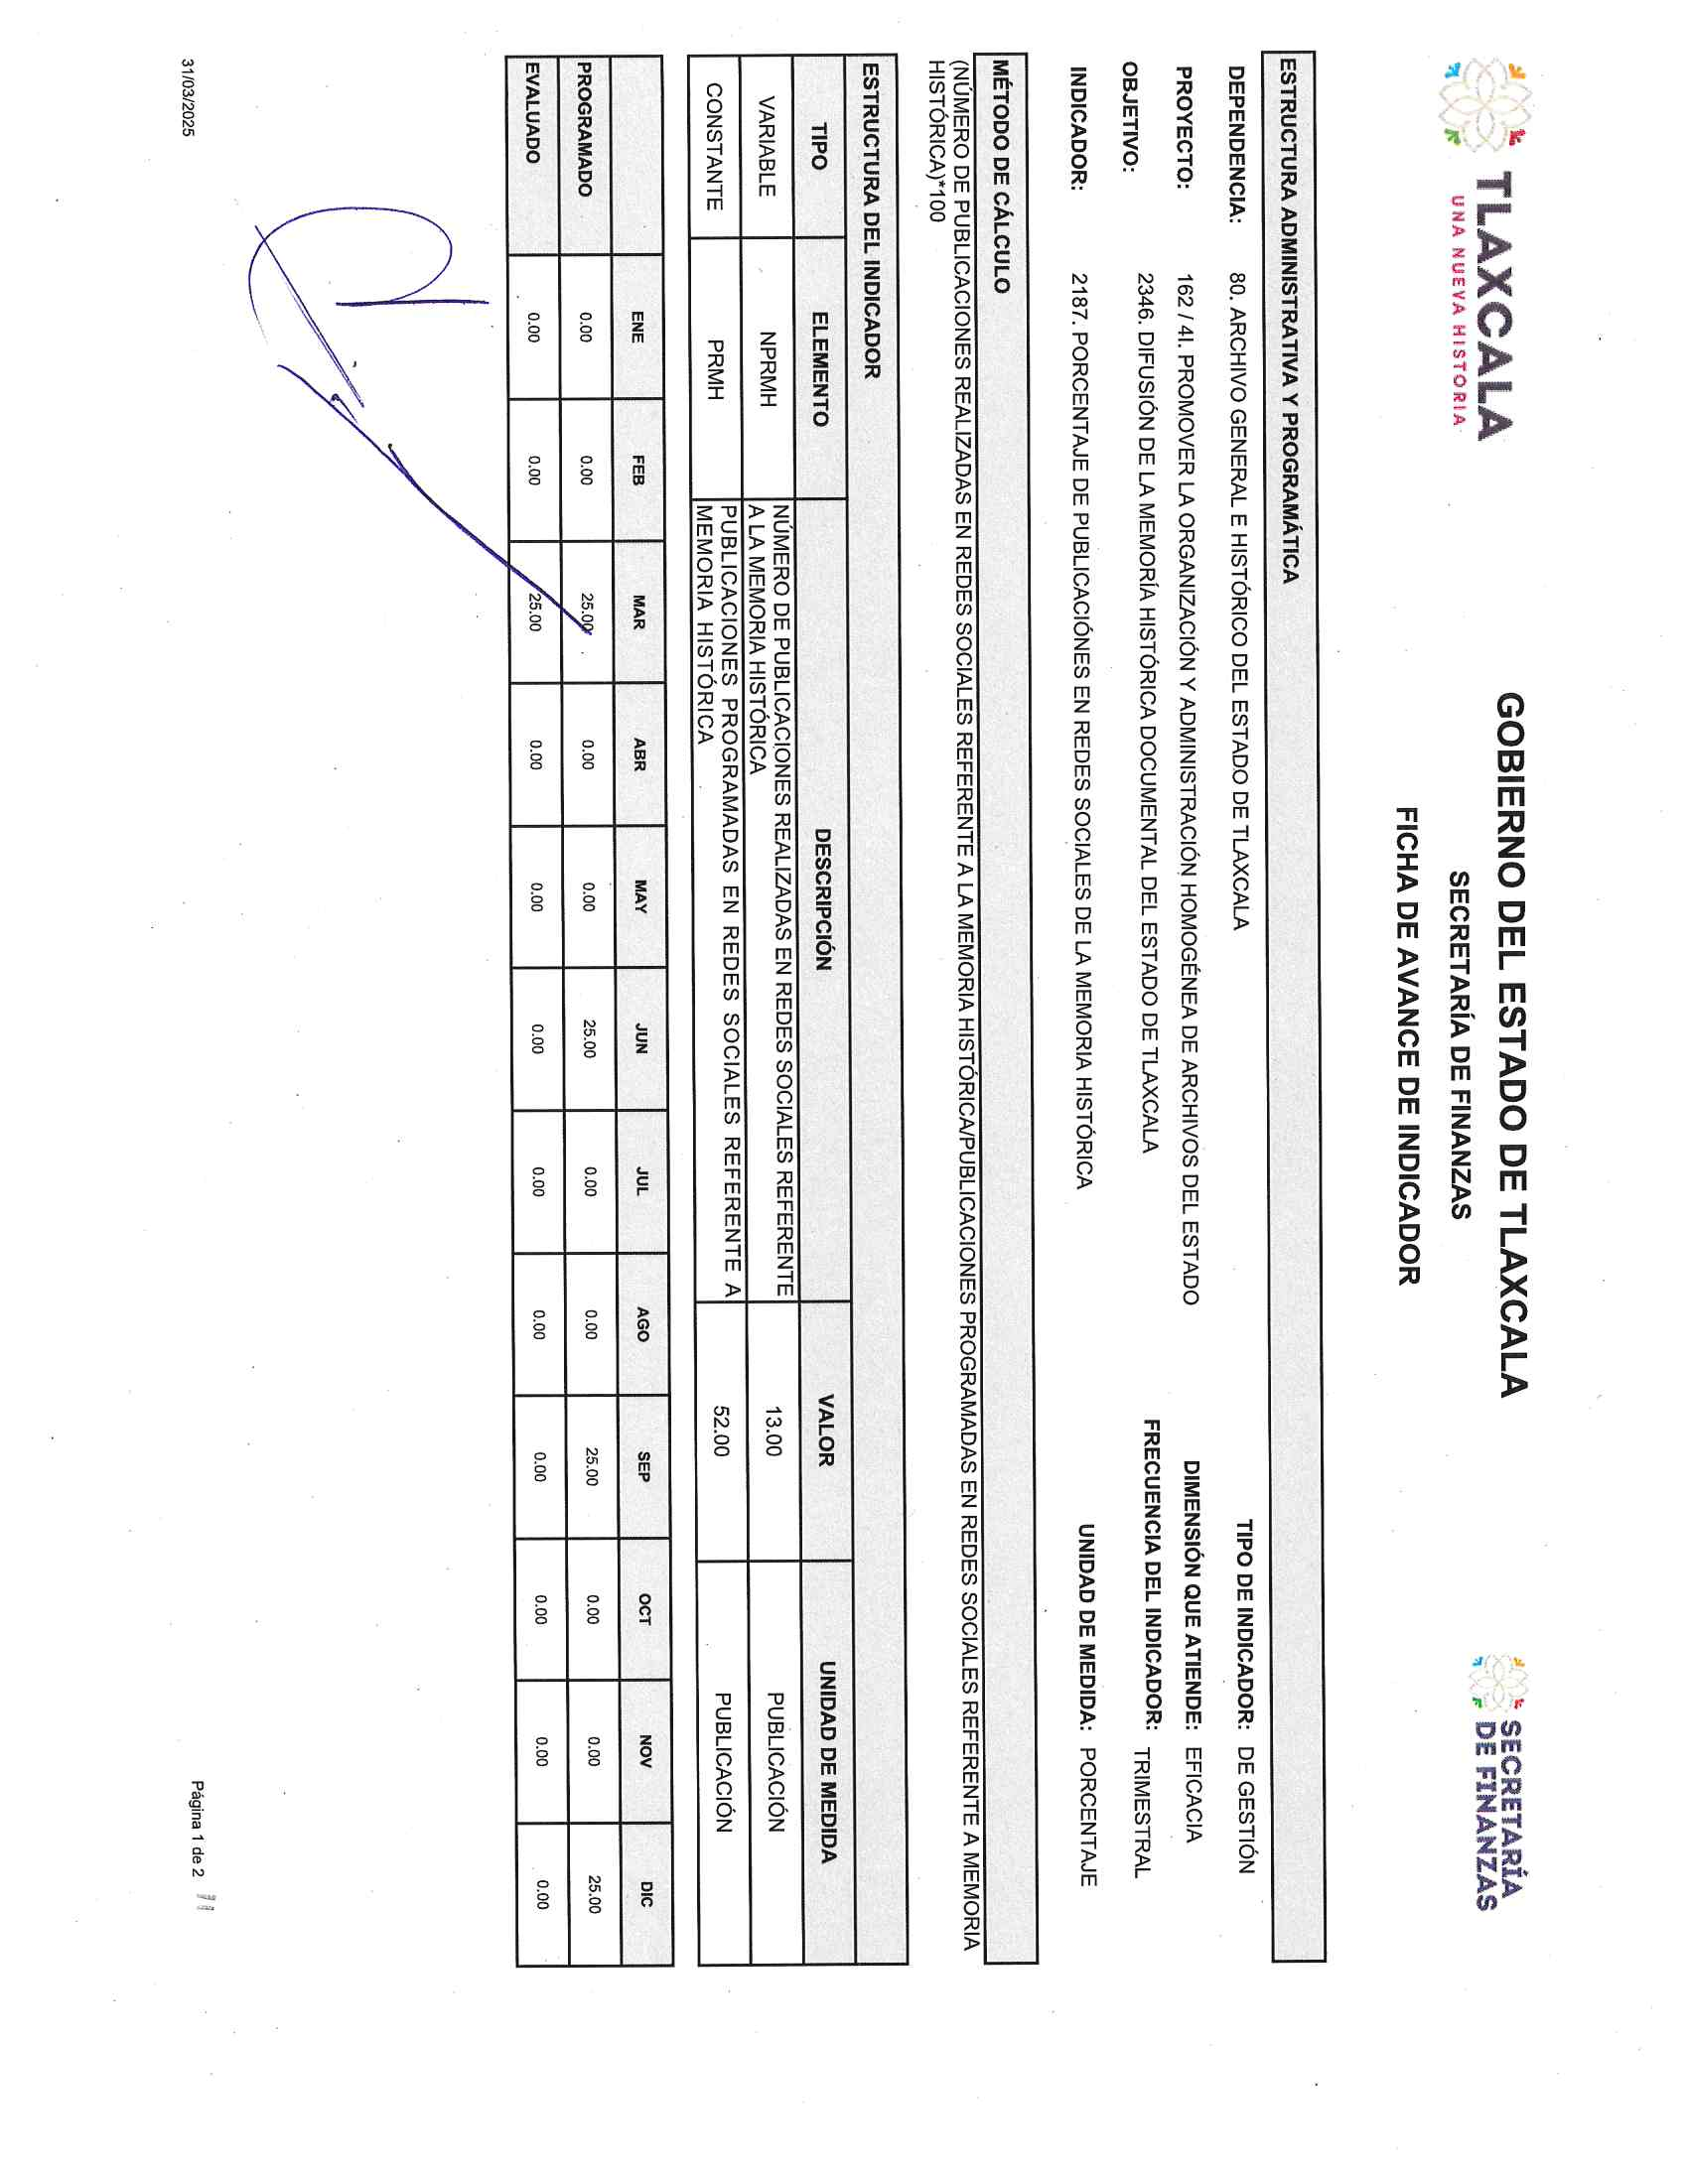 TLAXCALA
UNA NUEVA HISTORIA
GOBIERNO DEL ESTADO DE TLAXCALA
SECRETARÍA DE FINANZAS
FICHA DE AVANCE DE INDICADOR
SECRETARÍA
DE FINANZAS
ESTRUCTURA ADMINISTRATIVA Y PROGRAMÁTICA
DEPENDENCIA: 80. ARCHIVO GENERAL E HISTÓRICO DEL ESTADO DE TLAXCALA TIPO DE INDICADOR: DE GESTIÓN
PROYECTO: 162 / 4I. PROMOVER LA ORGANIZACIÓN Y ADMINISTRACIÓN HOMOGÉNEA DE ARCHIVOS DEL ESTADO DIMENSIÓN QUE ATIENDE: EFICACIA
OBJETIVO: 2346. DIFUSIÓN DE LA MEMORÍA HISTÓRICA DOCUMENTAL DEL ESTADO DE TLAXCALA FRECUENCIA DEL INDICADOR: TRIMESTRAL
INDICADOR: 2187. PORCENTAJE DE PUBLICACIÓNES EN REDES SOCIALES DE LA MEMORIA HISTÓRICA UNIDAD DE MEDIDA: PORCENTAJE
MÉTODO DE CÁLCULO
(NÚMERO DE PUBLICACIONES REALIZADAS EN REDES SOCIALES REFERENTE A LA MEMORIA HISTÓRICA/PUBLICACIONES PROGRAMADAS EN REDES SOCIALES REFERENTE A MEMORIA
HISTÓRICA)*100
ESTRUCTURA DEL INDICADOR
TIPO ELEMENTO DESCRIPCIÓN VALOR UNIDAD DE MEDIDA
VARIABLE NPRMH NÚMERO DE PUBLICACIONES REALIZADAS EN REDES SOCIALES REFERENTE 13.00 PUBLICACIÓN
A LA MEMORIA HISTÓRICA
CONSTANTE PRMH PUBLICACIONES PROGRAMADAS EN REDES SOCIALES REFERENTE A 52.00 PUBLICACIÓN
MEMORIA HISTÓRICA
ENE FEB MAR ABR MAY JUN JUL AGO SEP OCT NOV DIC
PROGRAMADO 0.00 0.00 25.00 0.00 0.00 25.00 0.00 0.00 25.00 0.00 0.00 25.00
EVALUADO 0.00 0.00 25.00 0.00 0.00 0.00 0.00 0.00 0.00 0.00 0.00 0.00
31/03/2025
Página 1 de 2